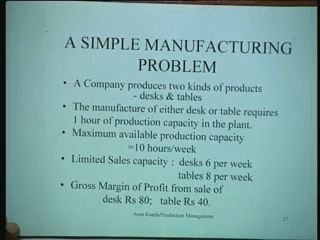 A SIMPLE MANUFACTURING
PROBLEM
• A Company produces two kinds of products
- desks & tables
• The manufacture of either desk or table requires
1 hour of production capacity in the plant.
• Maximum available production capacity
=10 hours/week
• Limited Sales capacity : desks 6 per week
tables 8 per week
• Gross Margin of Profit from sale of
desk Rs 80; table Rs 40.
Arun Kanda/Production Management
17